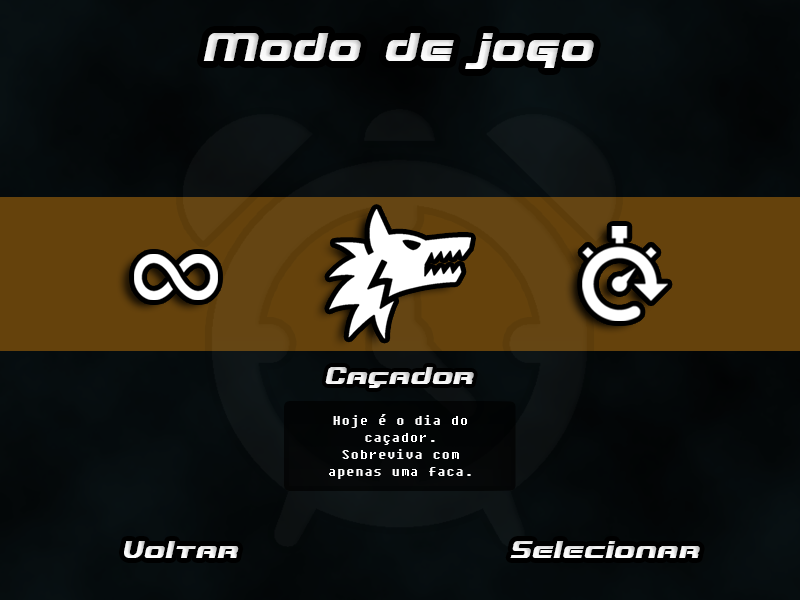 Modo de jogo
Caçador
Hoje é o dia do
caçador.
Sobreviva com
apenas uma faca.
Voltar
Selecionar